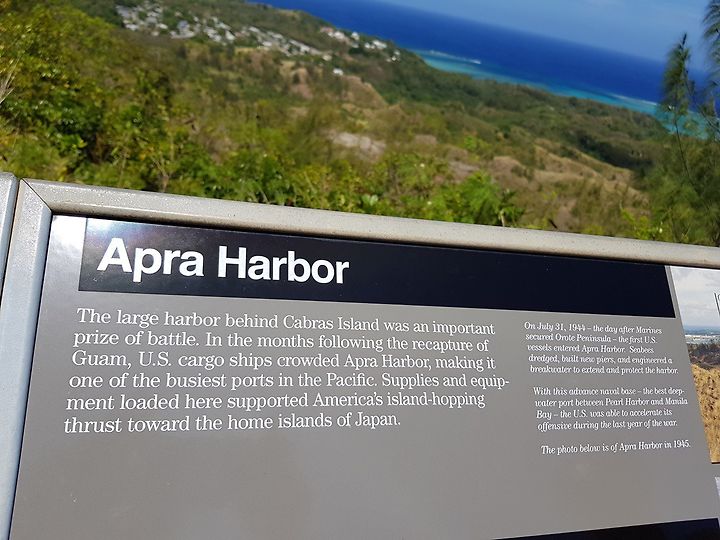 Apra Harbor
The large harbor behind Cabras Island was an important
prize of battle. In the months following the recapture of
Guam, U.S. cargo ships crowded Apra Harbor, making it
one of the busiest ports in the Pacific. Supplies and equip-
ment loaded here supported America's island-hopping
thrust toward the home islands of Japan.
On July 31, 1944 – the day after Marines
secured Orote Peninsula – the first U.S.
vessels entered Apra Harbor. Seabees
dredged, built new piers, and engineered a
breakwater to extend and protect the harbor.
With this advance naval base – the best deep-
water port between Pearl Harbor and Manila
Bay – the U.S. was able to accelerate its
offensive during the last year of the war.
The photo below is of Apra Harbor in 1945.